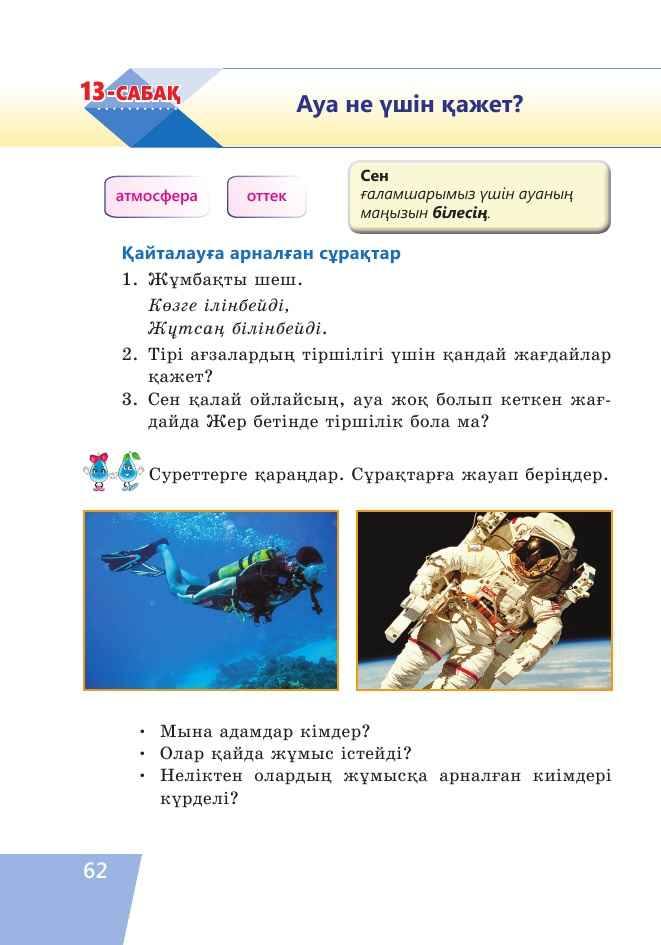 13-САБАҚ
Ауа не үшін қажет?
атмосфера
оттек
Сен
ғаламшарымыз үшін ауаның
маңызын білесің.
Қайталауға арналған сұрақтар
1. Жұмбақты шеш.
Көзге ілінбейді,
Жұтсаң білінбейді.
2. Тірі ағзалардың тіршілігі үшін қандай жағдайлар
қажет?
3. Сен қалай ойлайсың, ауа жоқ болып кеткен жағ-
дайда Жер бетінде тіршілік бола ма?
Суреттерге қараңдар. Сұрақтарға жауап беріңдер.
• Мына адамдар кімдер?
• Олар қайда жұмыс істейді?
• Неліктен олардың жұмысқа арналған киімдері
күрделі?
62